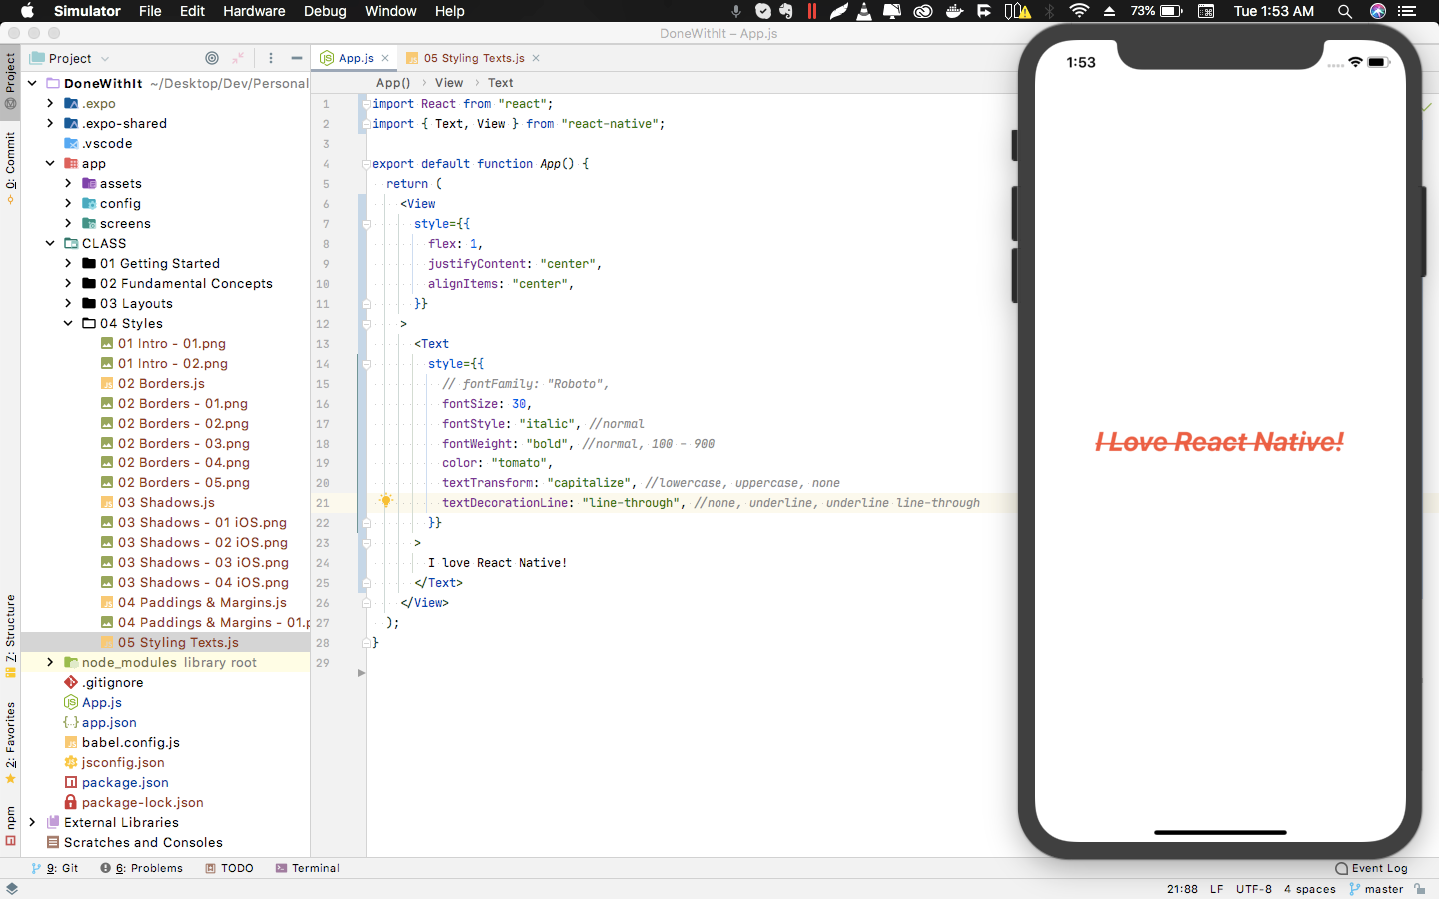 Simulator File Edit Hardware Debug Window Help 73% Tue 1:53 AM
DoneWithIt – App.js
Project
App.js
05 Styling Texts.js
App() View Text
Project
0: Commit
7: Structure
2: Favorites
npm
DoneWithIt ~/Desktop/Dev/Personal
.expo
.expo-shared
.vscode
app
assets
config
screens
CLASS
01 Getting Started
02 Fundamental Concepts
03 Layouts
04 Styles
01 Intro - 01.png
01 Intro - 02.png
02 Borders.js
02 Borders - 01.png
02 Borders - 02.png
02 Borders - 03.png
02 Borders - 04.png
02 Borders - 05.png
03 Shadows.js
03 Shadows - 01 iOS.png
03 Shadows - 02 iOS.png
03 Shadows - 03 iOS.png
03 Shadows - 04 iOS.png
04 Paddings & Margins.js
04 Paddings & Margins - 01.p
05 Styling Texts.js
node_modules library root
.gitignore
App.js
app.json
babel.config.js
jsconfig.json
package.json
package-lock.json
External Libraries
Scratches and Consoles
1 import React from "react";
2 import { Text, View } from "react-native";
3
4 export default function App() {
5 return (
6 <View
7 style={{
8 flex: 1,
9 justifyContent: "center",
10 alignItems: "center",
11 }}
12 >
13 <Text
14 style={{
15 // fontFamily: "Roboto",
16 fontSize: 30,
17 fontStyle: "italic", //normal
18 fontWeight: "bold", //normal, 100 - 900
19 color: "tomato",
20 textTransform: "capitalize", //lowercase, uppercase, none
21 textDecorationLine: "line-through", //none, underline, underline line-through
22 }}
23 >
24 I love React Native!
25 </Text>
26 </View>
27 );
28 }
29
1:53
I Love React Native!
9: Git 6: Problems TODO Terminal Event Log
21:88 LF UTF-8 4 spaces master